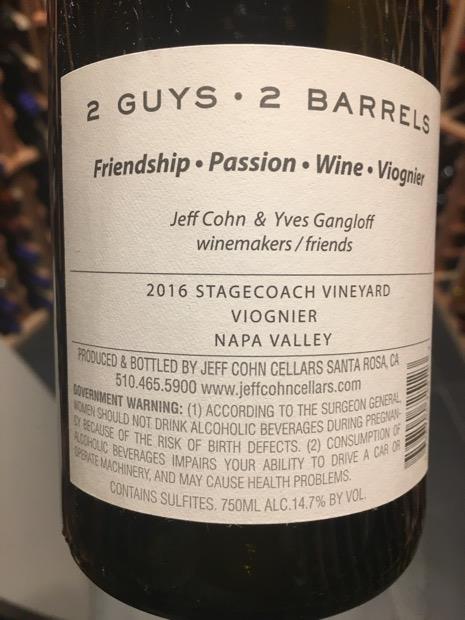 2 GUYS • 2 BARRELS
Friendship • Passion • Wine • Viognier
Jeff Cohn & Yves Gangloff
winemakers / friends
2016 STAGECOACH VINEYARD
VIOGNIER
NAPA VALLEY
PRODUCED & BOTTLED BY JEFF COHN CELLARS SANTA ROSA, CA
510.465.5900 www.jeffcohncellars.com
GOVERNMENT WARNING: (1) ACCORDING TO THE SURGEON GENERAL,
WOMEN SHOULD NOT DRINK ALCOHOLIC BEVERAGES DURING PREGNAN-
CY BECAUSE OF THE RISK OF BIRTH DEFECTS. (2) CONSUMPTION OF
ALCOHOLIC BEVERAGES IMPAIRS YOUR ABILITY TO DRIVE A CAR OR
OPERATE MACHINERY, AND MAY CAUSE HEALTH PROBLEMS.
CONTAINS SULFITES. 750ML ALC.14.7% BY VOL.